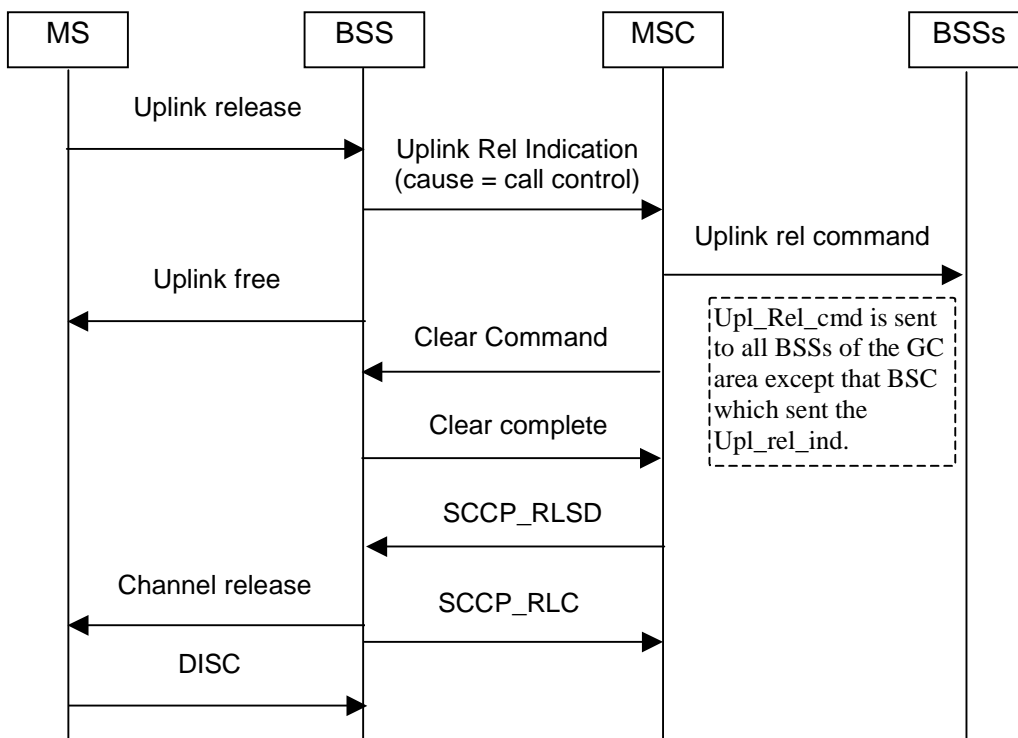 MS
BSS
MSC
BSSs
Uplink release
Uplink Rel Indication
(cause = call control)
Uplink rel command
Uplink free
Upl_Rel_cmd is sent
to all BSSs of the GC
area except that BSC
which sent the
Upl_rel_ind.
Clear Command
Clear complete
SCCP_RLSD
Channel release
SCCP_RLC
DISC